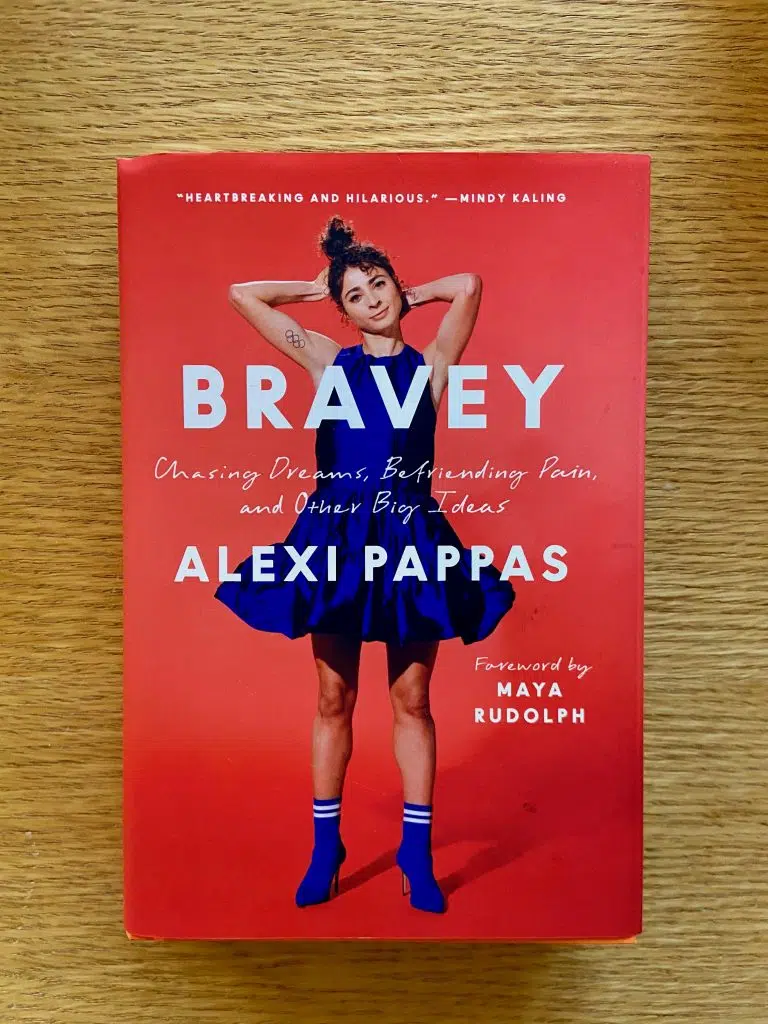 "HEARTBREAKING AND HILARIOUS." —MINDY KALING
BRAVEY
Chasing Dreams, Befriending Pain,
and Other Big Ideas
ALEXI PAPPAS
Foreword by
MAYA
RUDOLPH